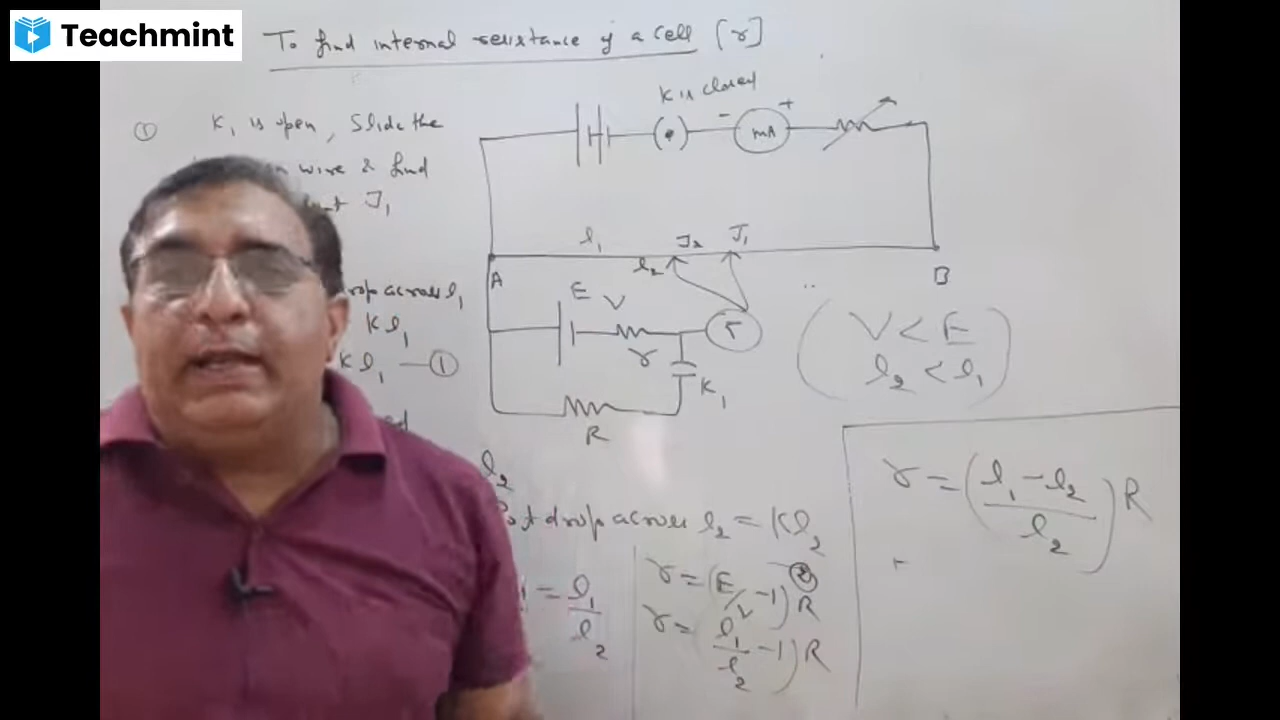 Teachmint
To find internal resistance of a cell (r)
K is closed
① K₁ is open, Slide the
wire & find
J₁
- mA +
l₁ J₂ J₁
l₂
A B
E V
r
G
K₁
R
drop across l₁
Kl₁
Kl₁ — ①
V < E
l₂ < l₁
l₂
Pot drop across l₂ = Kl₂
②
= l₁/l₂
r = (E/V -1) R
r = (l₁/l₂ -1) R
r = (l₁ - l₂/l₂) R